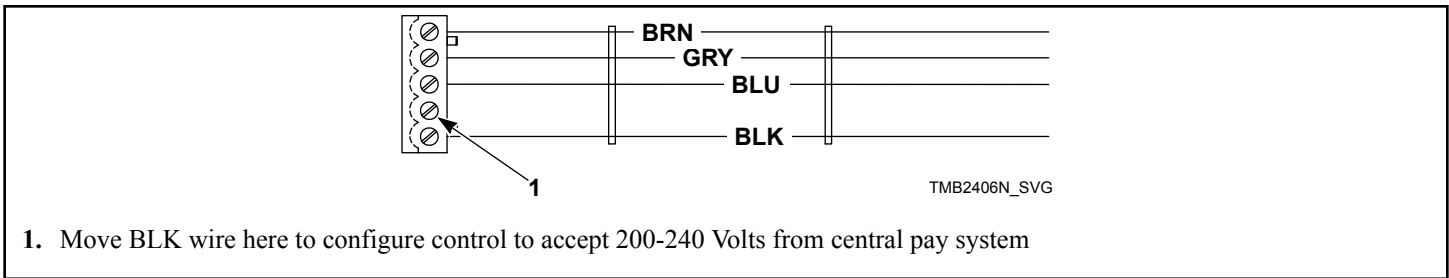 BRN
GRY
BLU
BLK
1
TMB2406N_SVG
1. Move BLK wire here to configure control to accept 200-240 Volts from central pay system